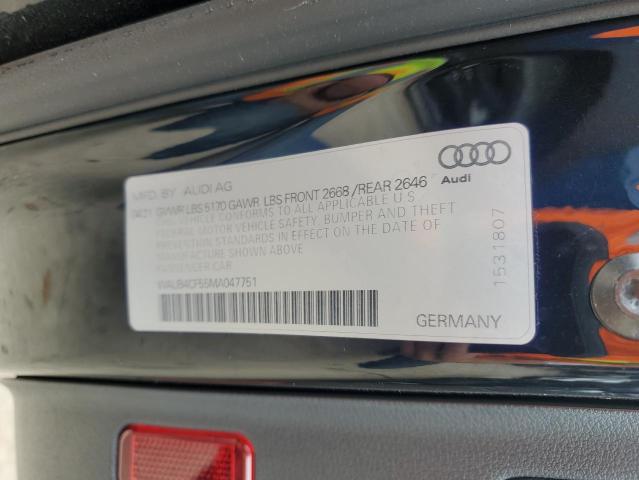 MFD. BY AUDI AG
04/21 GVWR LBS 5170 GAWR LBS FRONT 2668 /REAR 2646
VEHICLE CONFORMS TO ALL APPLICABLE U S
FEDERAL MOTOR VEHICLE SAFETY, BUMPER AND THEFT
PREVENTION STANDARDS IN EFFECT ON THE DATE OF
MANUFACTURE SHOWN ABOVE
PASSENGER CAR
WAUB4CF55MA047751
Audi
1531807
GERMANY